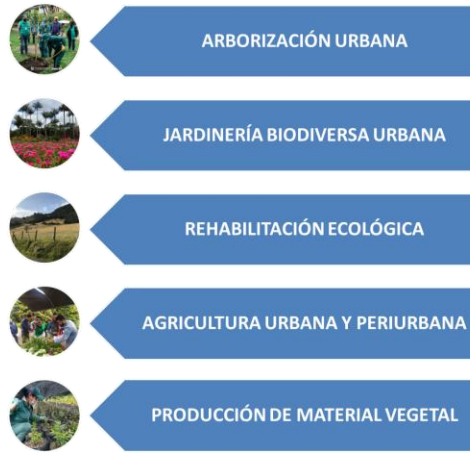 ARBORIZACIÓN URBANA
JARDINERÍA BIODIVERSA URBANA
REHABILITACIÓN ECOLÓGICA
AGRICULTURA URBANA Y PERIURBANA
PRODUCCIÓN DE MATERIAL VEGETAL